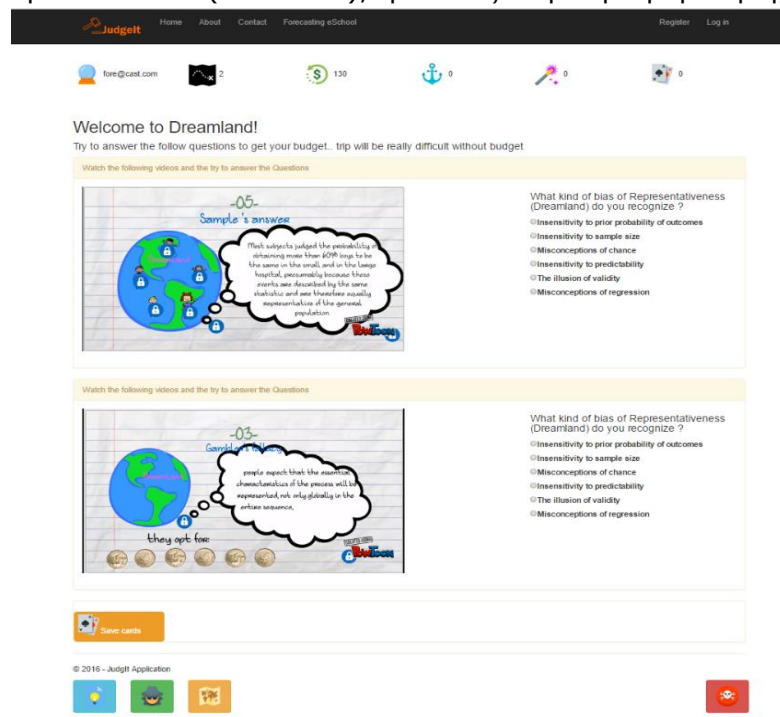 JudgeIt Home About Contact Forecasting eSchool Register Log in
fore@cast.com 2 130 0 0 0
Welcome to Dreamland!
Try to answer the follow questions to get your budget.. trip will be really difficult without budget
Watch the following videos and the try to answer the Questions
-05-
Sample 's answer
Most subjects judged the probability of
obtaining more than 60% boys to be
the same in the small and in the large
hospital, presumably because these
events are described by the same
statistic and are therefore equally
representative of the general
population
PowToon
What kind of bias of Representativeness
(Dreamland) do you recognize ?
Insensitivity to prior probability of outcomes
Insensitivity to sample size
Misconceptions of chance
Insensitivity to predictability
The illusion of validity
Misconceptions of regression
Watch the following videos and the try to answer the Questions
-03-
Gambler's fallacy
people expect that the essential
characteristics of the process will be
represented, not only globally in the
entire sequence,
they opt for:
PowToon
What kind of bias of Representativeness
(Dreamland) do you recognize ?
Insensitivity to prior probability of outcomes
Insensitivity to sample size
Misconceptions of chance
Insensitivity to predictability
The illusion of validity
Misconceptions of regression
Save cards
© 2016 - JudgIt Application